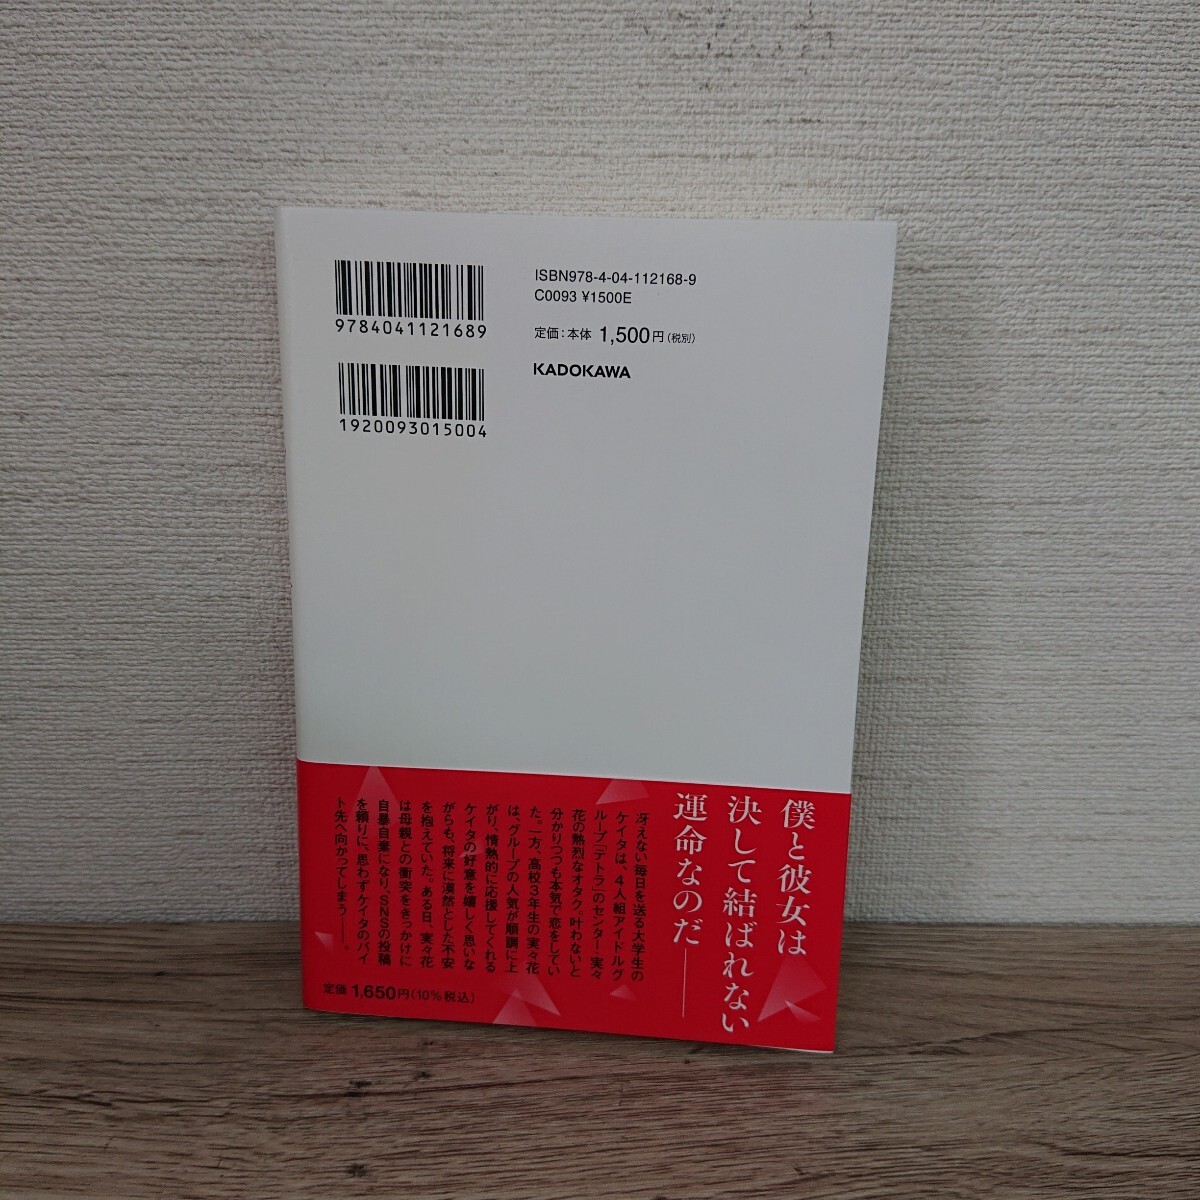 9784041121689
1920093015004
ISBN978-4-04-112168-9
C0093 ¥1500E
定価：本体 1,500円（税別）
KADOKAWA
僕と彼女は
決して結ばれない
運命なのだ――
冴えない毎日を送る大学生の
ケイタは、4人組アイドルグ
ループ「テトラ」のセンター・実々
花の熱烈なオタク。叶わないと
分かりつつも本気で恋をしてい
た。一方、高校3年生の実々花
は、グループの人気が順調に上
がり、情熱的に応援してくれる
ケイタの好意を嬉しく思いな
がらも、将来に漠然とした不安
を抱えていた。ある日、実々花
は母親との衝突をきっかけに
自暴自棄になり、SNSの投稿
を頼りに、思わずケイタのバイ
ト先へ向かってしまう――。
定価 1,650円（10%税込）